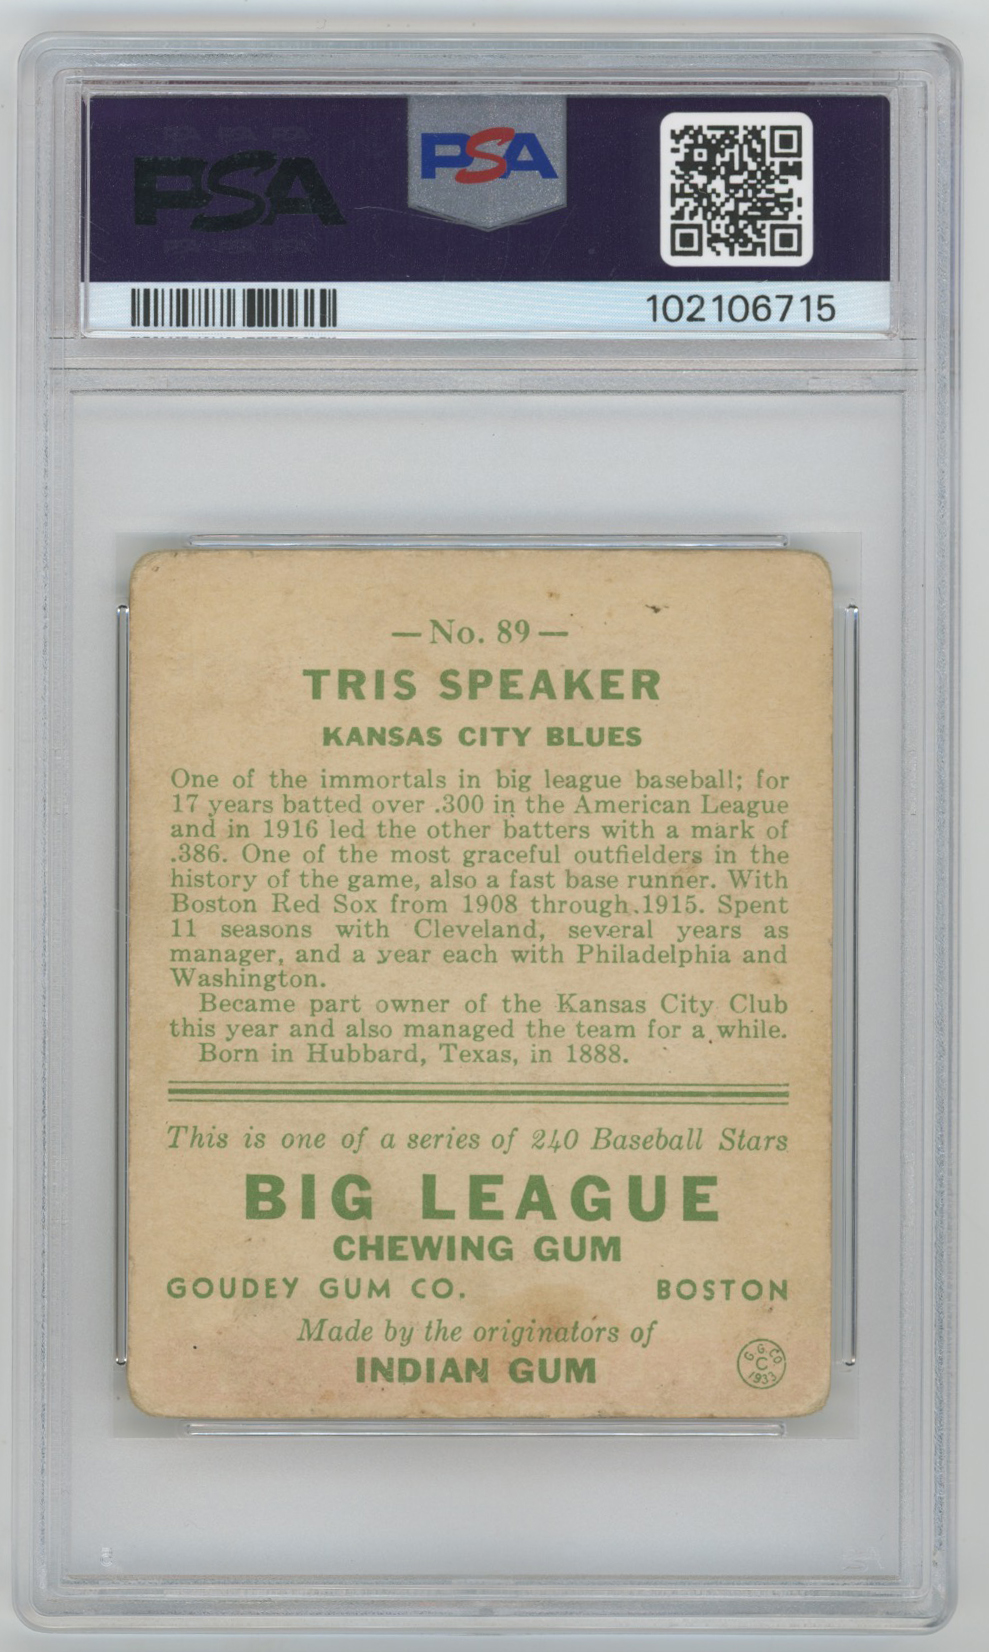 PSA
PSA
102106715
— No. 89 —
TRIS SPEAKER
KANSAS CITY BLUES
One of the immortals in big league baseball; for
17 years batted over .300 in the American League
and in 1916 led the other batters with a mark of
.386. One of the most graceful outfielders in the
history of the game, also a fast base runner. With
Boston Red Sox from 1908 through 1915. Spent
11 seasons with Cleveland, several years as
manager, and a year each with Philadelphia and
Washington.
Became part owner of the Kansas City Club
this year and also managed the team for a while.
Born in Hubbard, Texas, in 1888.
This is one of a series of 240 Baseball Stars
BIG LEAGUE
CHEWING GUM
GOUDEY GUM CO. BOSTON
Made by the originators of
INDIAN GUM
G. G. CO.
C
1933